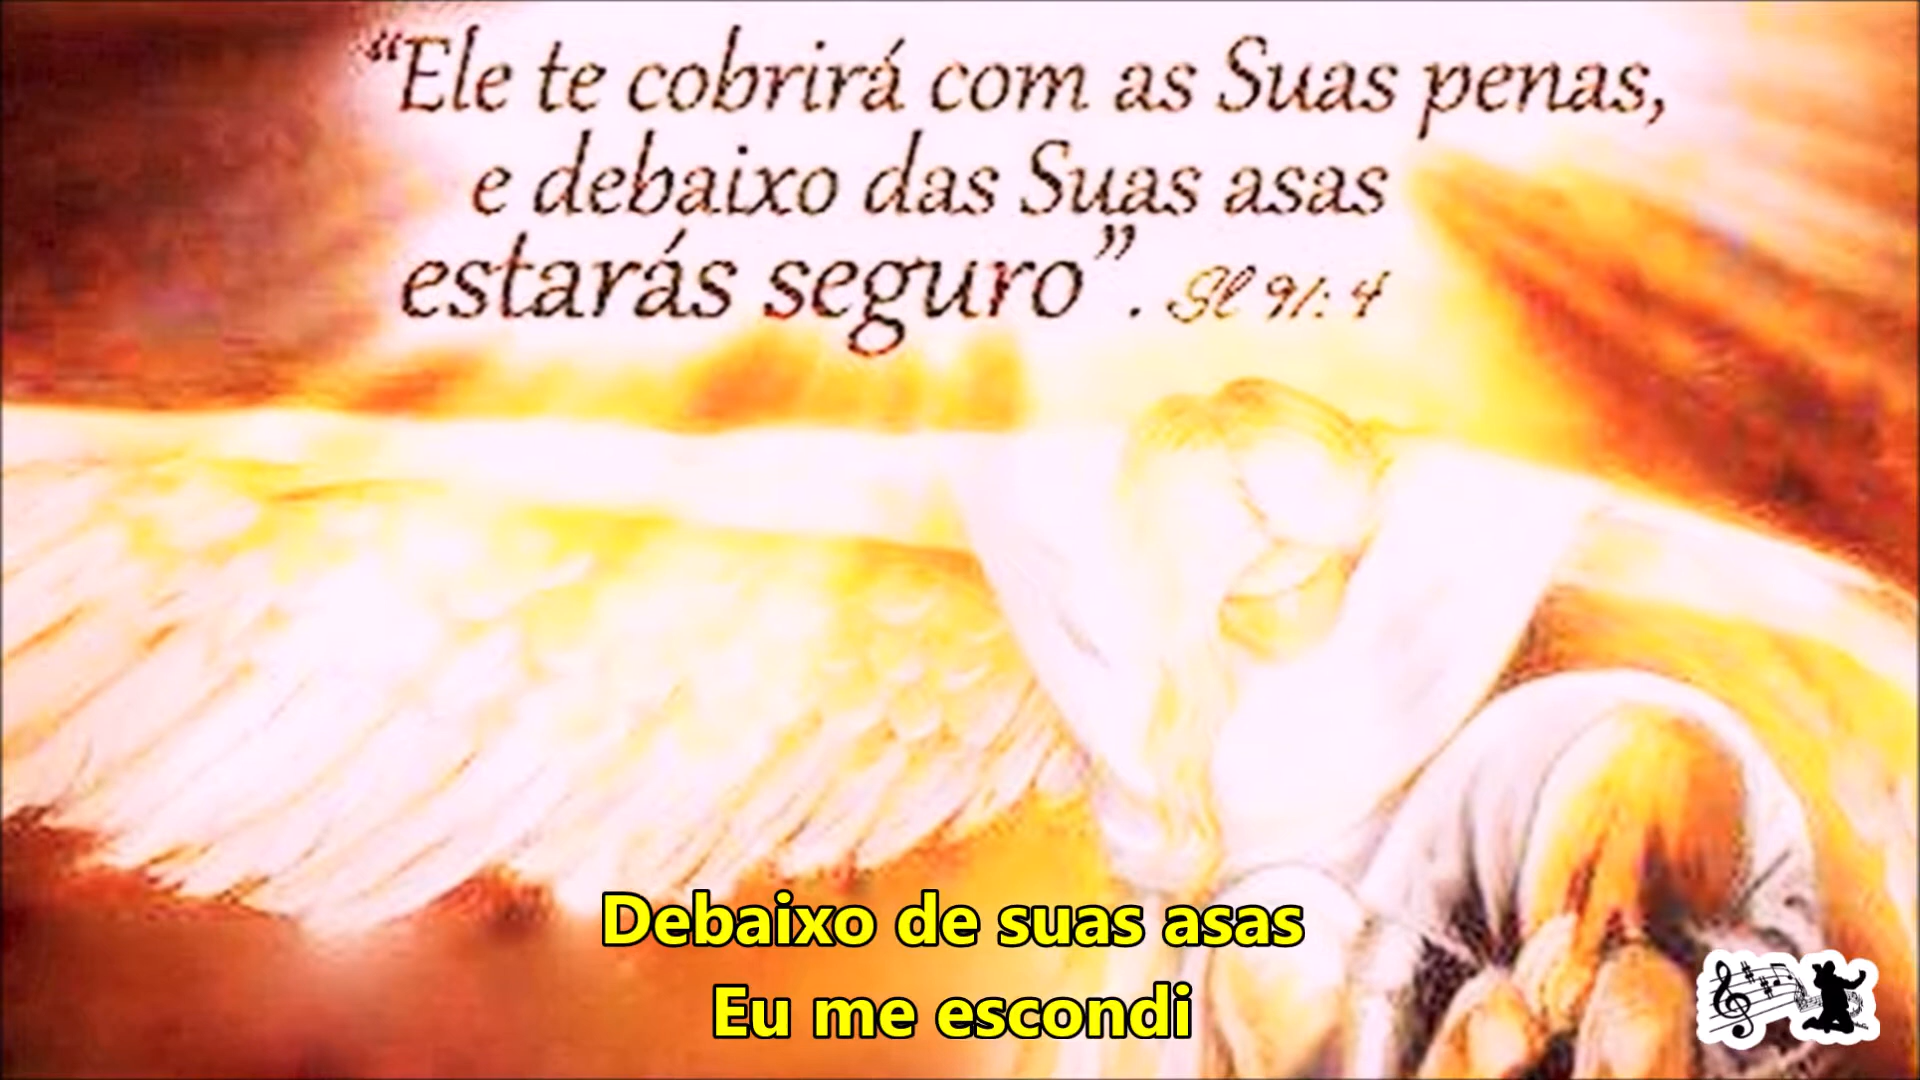 “Ele te cobrirá com as Suas penas,
e debaixo das Suas asas
estarás seguro”. Sl 91:4
Debaixo de suas asas
Eu me escondi